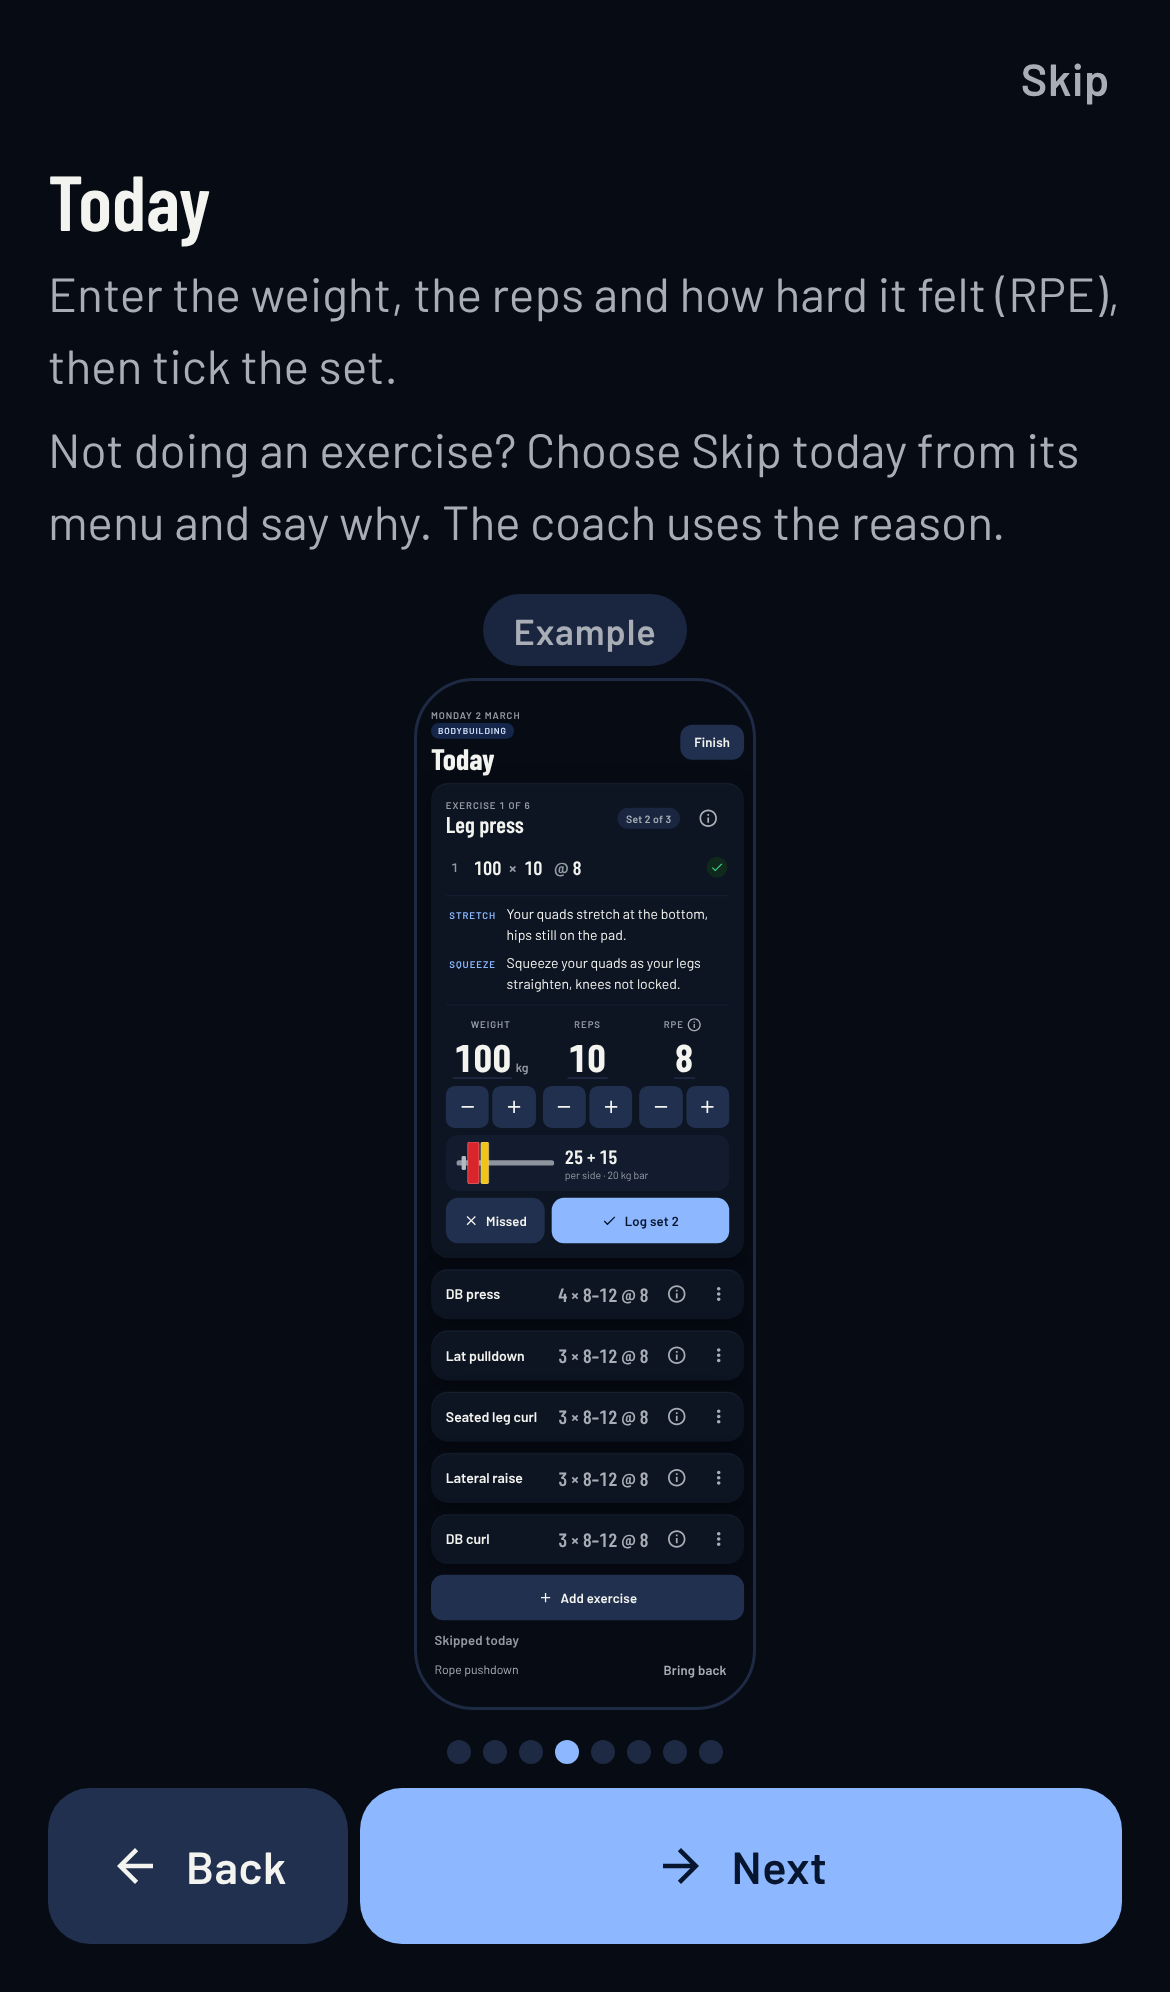 Skip
Today
Enter the weight, the reps and how hard it felt (RPE),
then tick the set.
Not doing an exercise? Choose Skip today from its
menu and say why. The coach uses the reason.
Example
MONDAY 2 MARCH
BODYBUILDING
Today
Finish
EXERCISE 1 OF 6
Leg press
Set 2 of 3
1 100 × 10 @ 8
STRETCH Your quads stretch at the bottom,
hips still on the pad.
SQUEEZE Squeeze your quads as your legs
straighten, knees not locked.
WEIGHT REPS RPE
100 kg 10 8
− + − + − +
25 + 15
per side · 20 kg bar
Missed Log set 2
DB press 4 × 8–12 @ 8
Lat pulldown 3 × 8–12 @ 8
Seated leg curl 3 × 8–12 @ 8
Lateral raise 3 × 8–12 @ 8
DB curl 3 × 8–12 @ 8
+ Add exercise
Skipped today
Rope pushdown Bring back
Back Next